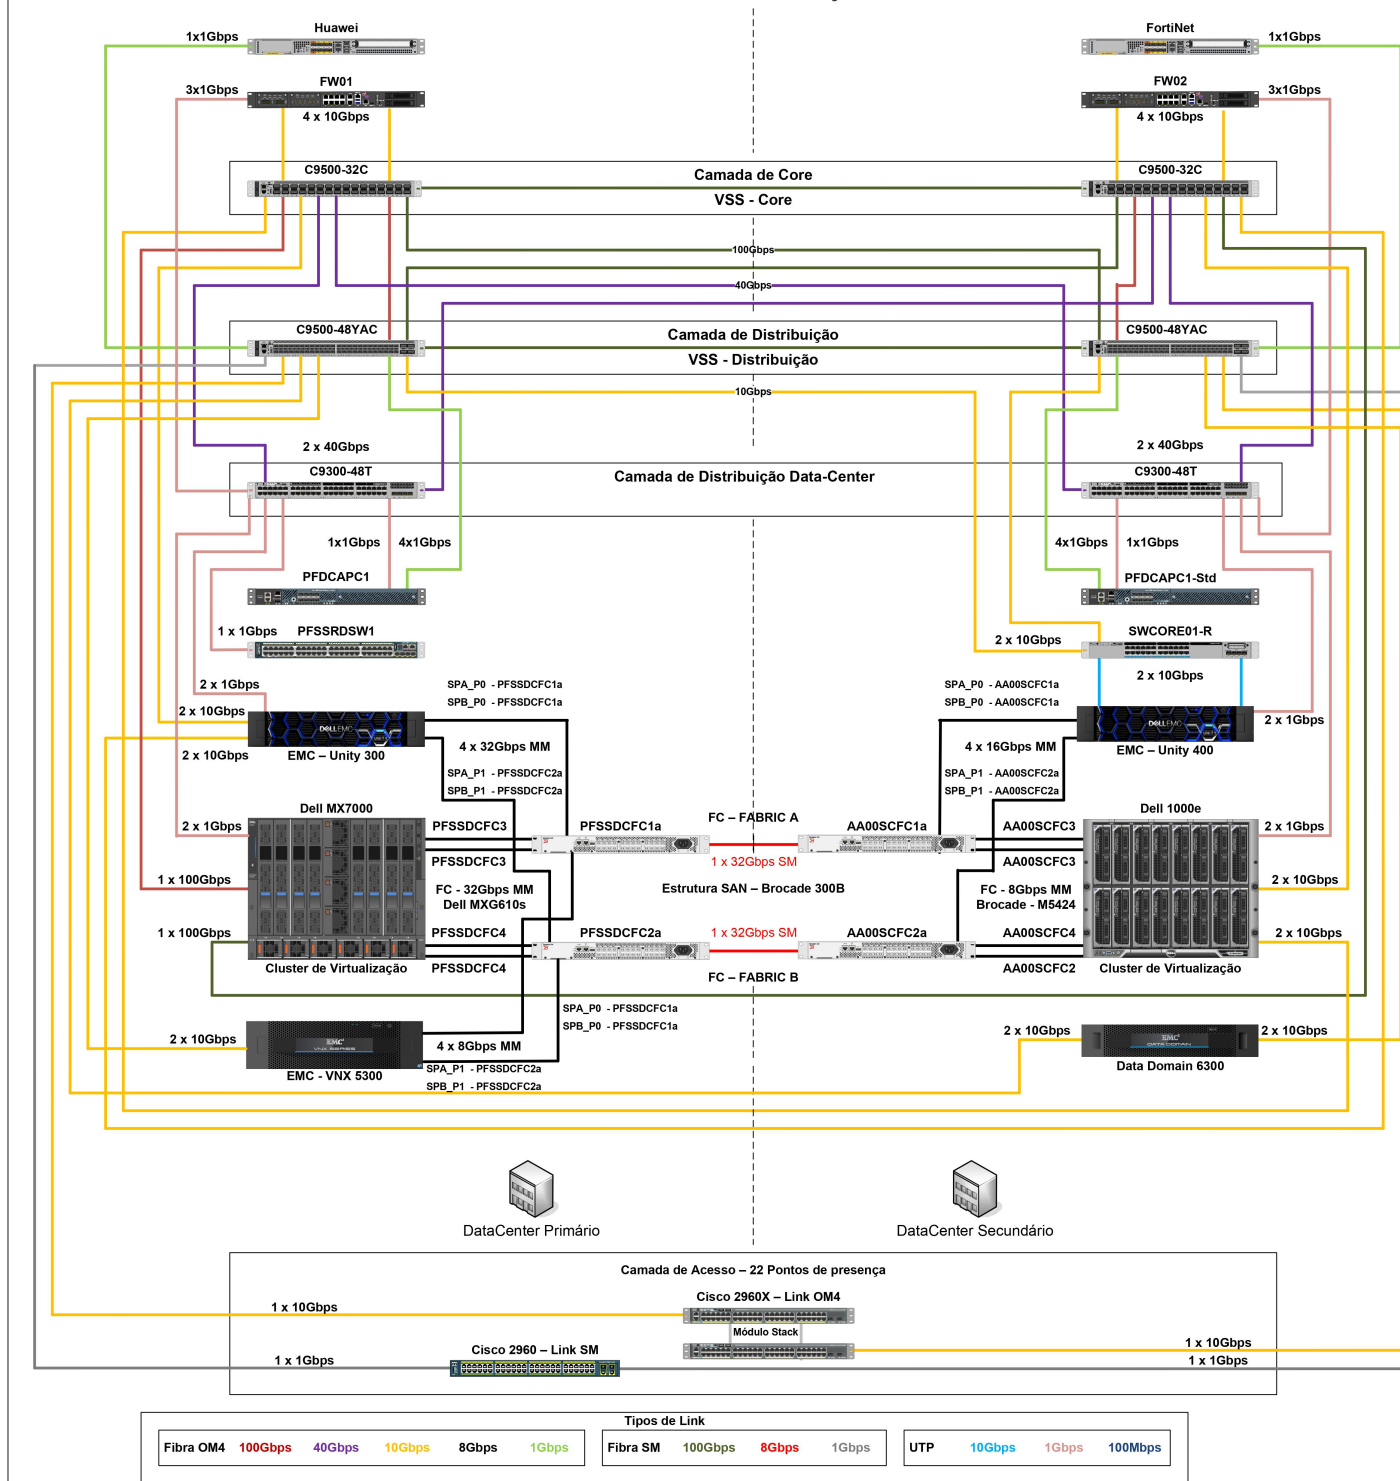 Huawei
FortiNet
1x1Gbps
1x1Gbps
FW01
FW02
3x1Gbps
3x1Gbps
4 x 10Gbps
4 x 10Gbps
C9500-32C
Camada de Core
C9500-32C
VSS - Core
100Gbps
40Gbps
C9500-48YAC
Camada de Distribuição
C9500-48YAC
VSS - Distribuição
10Gbps
2 x 40Gbps
2 x 40Gbps
C9300-48T
Camada de Distribuição Data-Center
C9300-48T
1x1Gbps
4x1Gbps
4x1Gbps
1x1Gbps
PFDCAPC1
PFDCAPC1-Std
1 x 1Gbps
PFSSRDSW1
2 x 10Gbps
SWCORE01-R
2 x 10Gbps
2 x 1Gbps
SPA_P0 - PFSSDCFC1a
SPB_P0 - PFSSDCFC1a
SPA_P0 - AA00SCFC1a
SPB_P0 - AA00SCFC1a
2 x 10Gbps
2 x 1Gbps
DELLEMC
DELLEMC
2 x 10Gbps
EMC – Unity 300
4 x 32Gbps MM
4 x 16Gbps MM
EMC – Unity 400
SPA_P1 - PFSSDCFC2a
SPB_P1 - PFSSDCFC2a
SPA_P1 - AA00SCFC2a
SPB_P1 - AA00SCFC2a
Dell MX7000
Dell 1000e
2 x 1Gbps
PFSSDCFC3
PFSSDCFC1a
FC – FABRIC A
AA00SCFC1a
AA00SCFC3
2 x 1Gbps
PFSSDCFC3
1 x 32Gbps SM
AA00SCFC3
1 x 100Gbps
FC - 32Gbps MM
Dell MXG610s
Estrutura SAN – Brocade 300B
FC - 8Gbps MM
Brocade - M5424
2 x 10Gbps
1 x 100Gbps
PFSSDCFC4
PFSSDCFC2a
1 x 32Gbps SM
AA00SCFC2a
AA00SCFC4
2 x 10Gbps
Cluster de Virtualização
PFSSDCFC4
FC – FABRIC B
AA00SCFC2
Cluster de Virtualização
SPA_P0 - PFSSDCFC1a
SPB_P0 - PFSSDCFC1a
2 x 10Gbps
EMC²
VNX SERIES
4 x 8Gbps MM
2 x 10Gbps
EMC²
DATA DOMAIN
2 x 10Gbps
EMC - VNX 5300
SPA_P1 - PFSSDCFC2a
SPB_P1 - PFSSDCFC2a
Data Domain 6300
DataCenter Primário
DataCenter Secundário
Camada de Acesso – 22 Pontos de presença
Cisco 2960X – Link OM4
1 x 10Gbps
Módulo Stack
1 x 10Gbps
Cisco 2960 – Link SM
1 x 1Gbps
1 x 1Gbps
Tipos de Link
Fibra OM4 100Gbps 40Gbps 10Gbps 8Gbps 1Gbps
Fibra SM 100Gbps 8Gbps 1Gbps
UTP 10Gbps 1Gbps 100Mbps